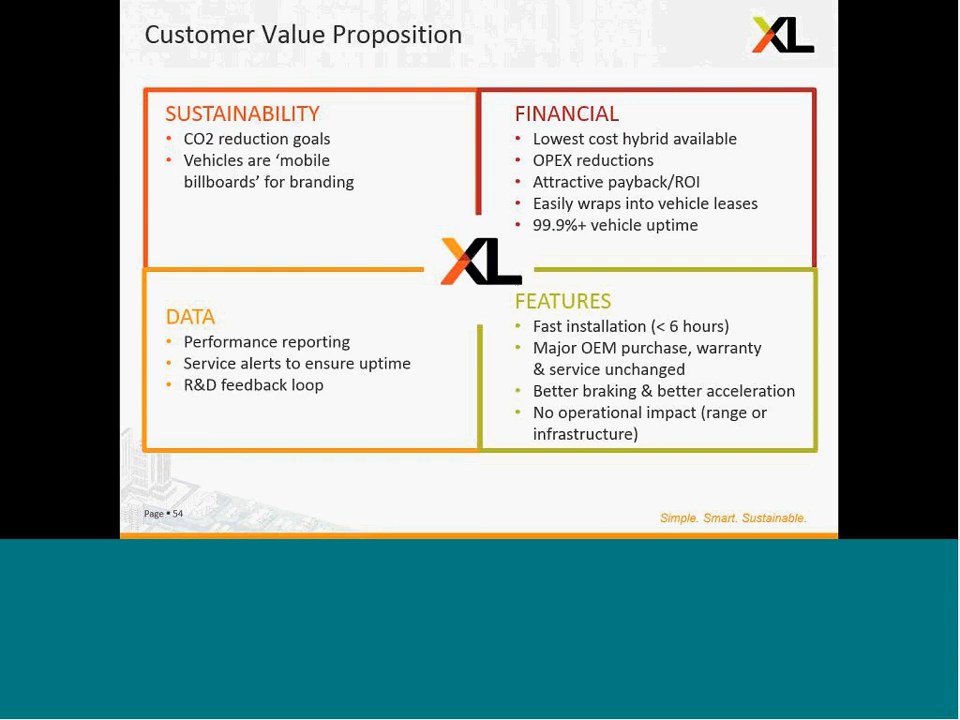 Customer Value Proposition
XL
SUSTAINABILITY
• CO2 reduction goals
• Vehicles are ‘mobile
billboards’ for branding
FINANCIAL
• Lowest cost hybrid available
• OPEX reductions
• Attractive payback/ROI
• Easily wraps into vehicle leases
• 99.9%+ vehicle uptime
XL
DATA
• Performance reporting
• Service alerts to ensure uptime
• R&D feedback loop
FEATURES
• Fast installation (< 6 hours)
• Major OEM purchase, warranty
& service unchanged
• Better braking & better acceleration
• No operational impact (range or
infrastructure)
Page ▪ 54
Simple. Smart. Sustainable.